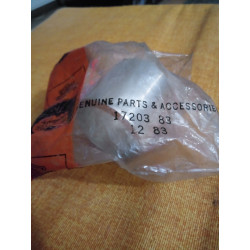 ENUINE PARTS & ACCESSORIE
17203 83
12 83